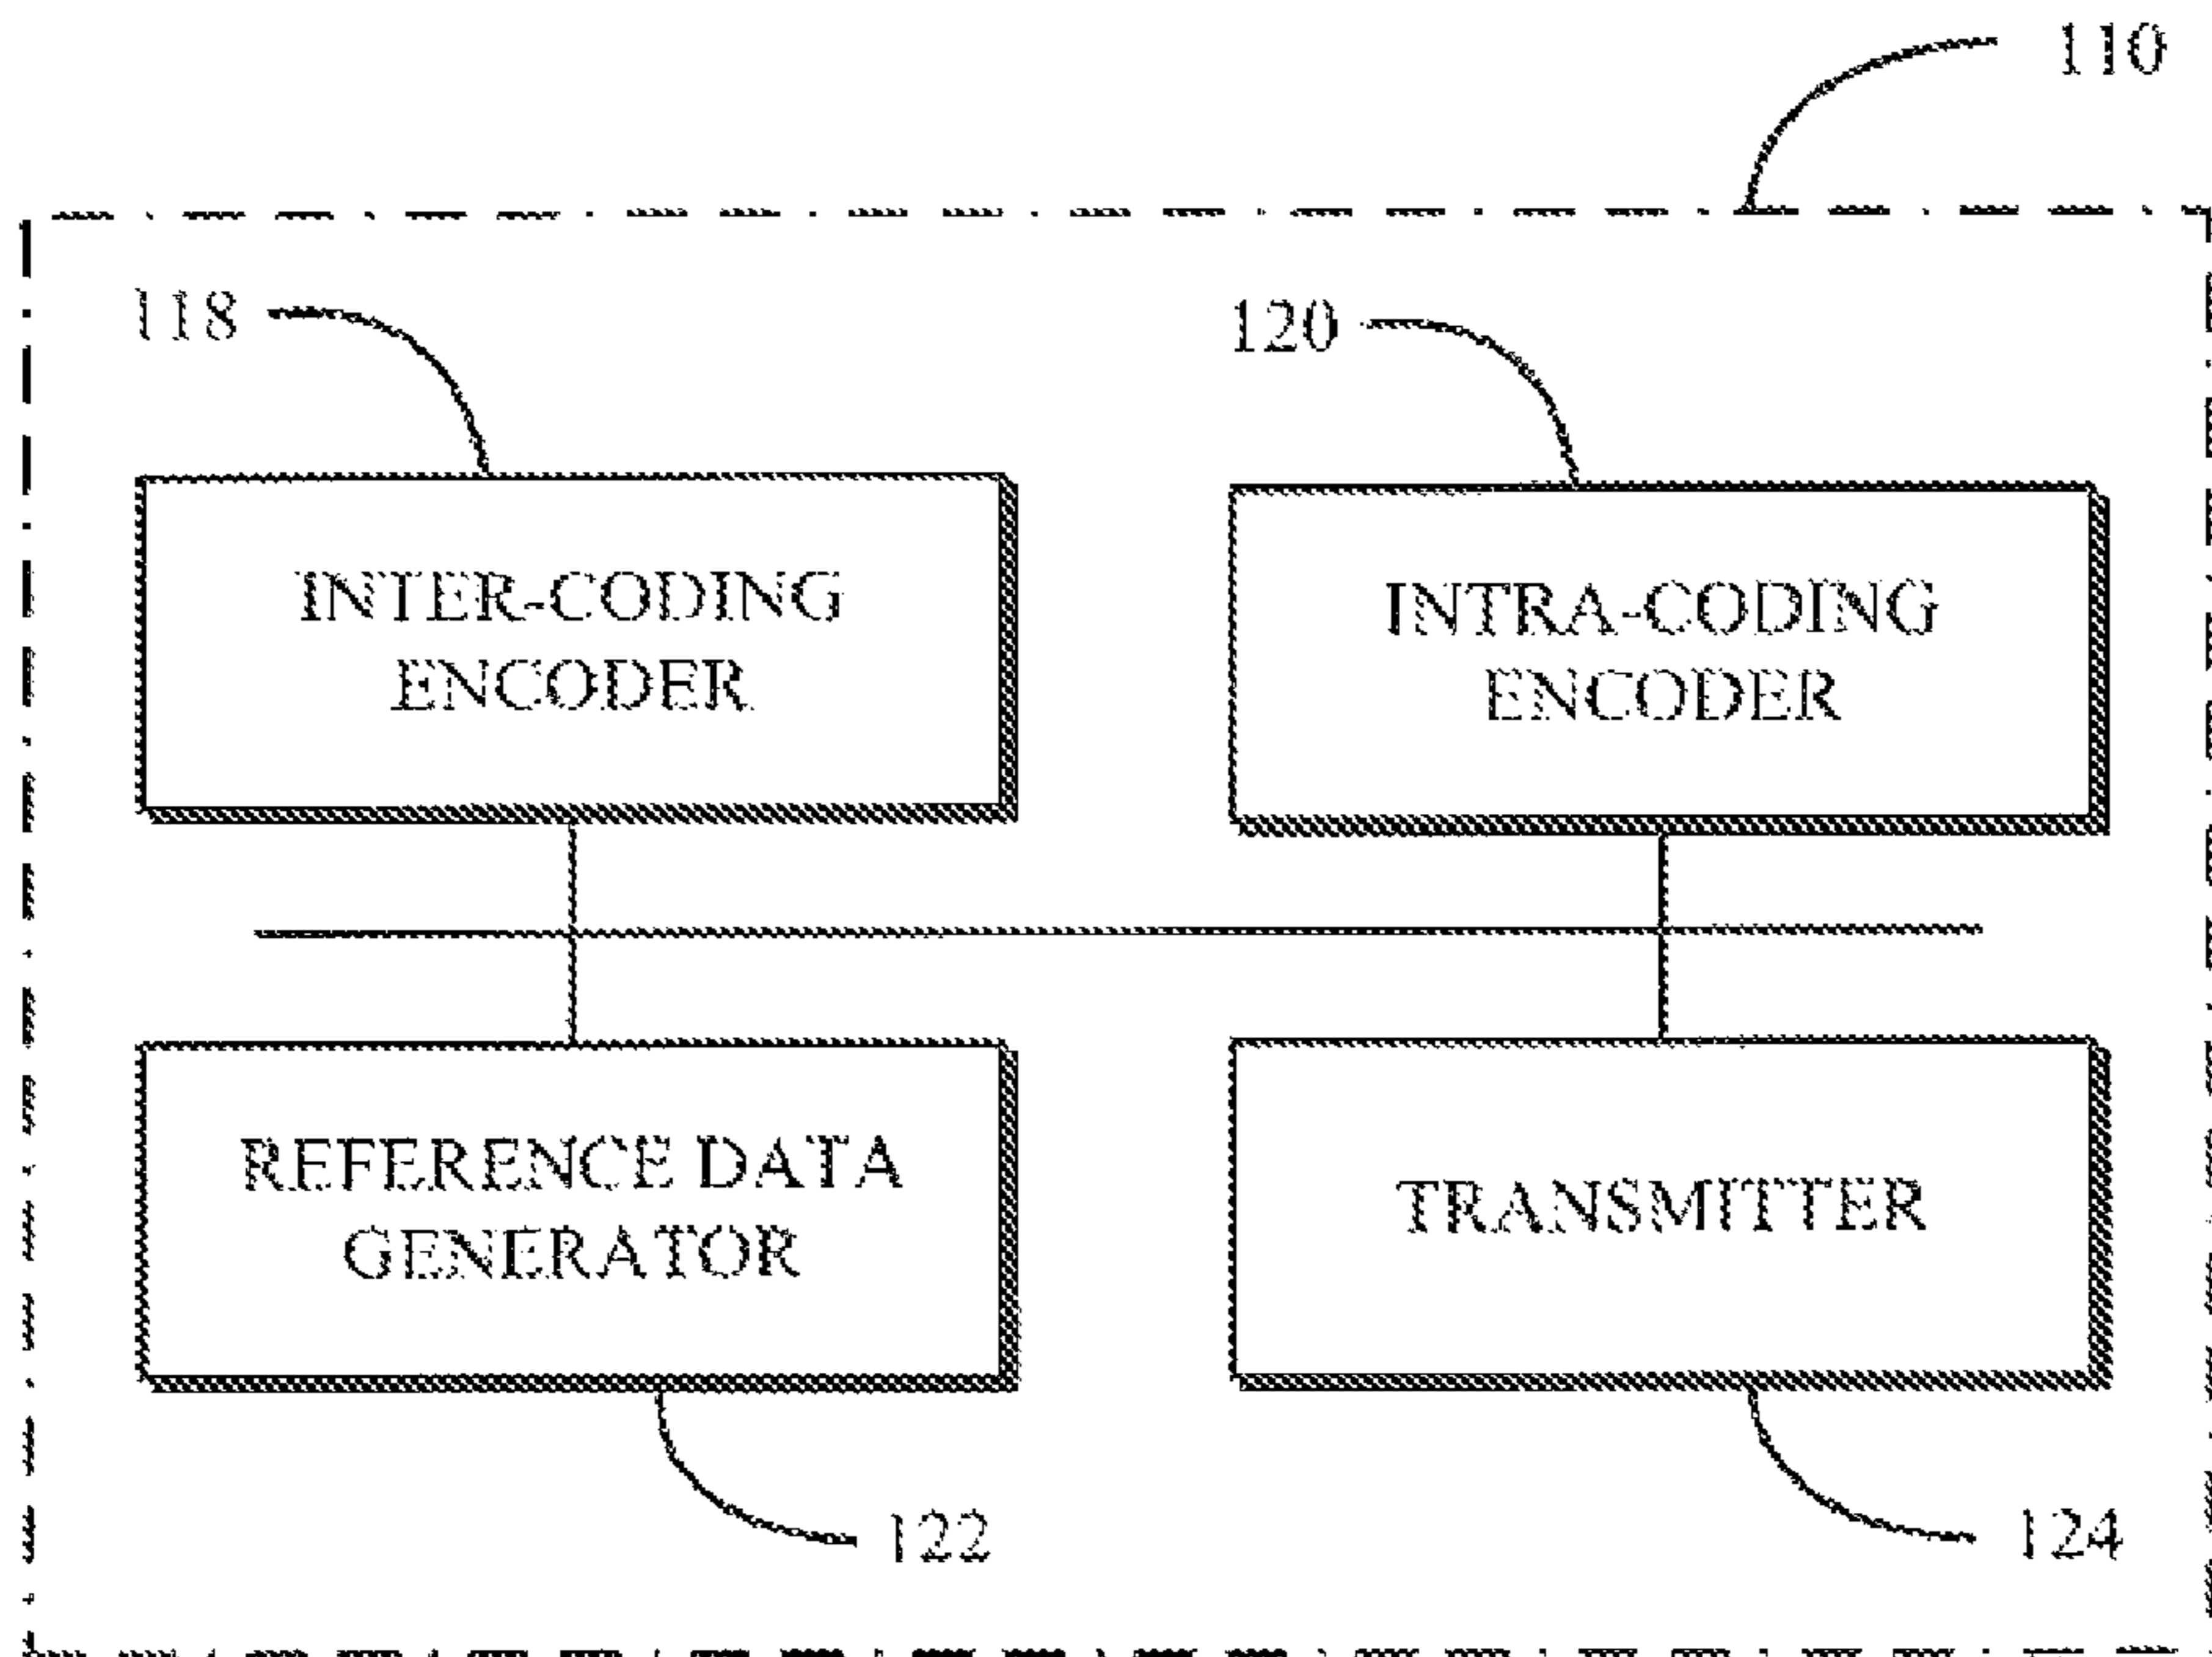 110
118
120
INTER-CODING
ENCODER
INTRA-CODING
ENCODER
REFERENCE DATA
GENERATOR
TRANSMITTER
122
124